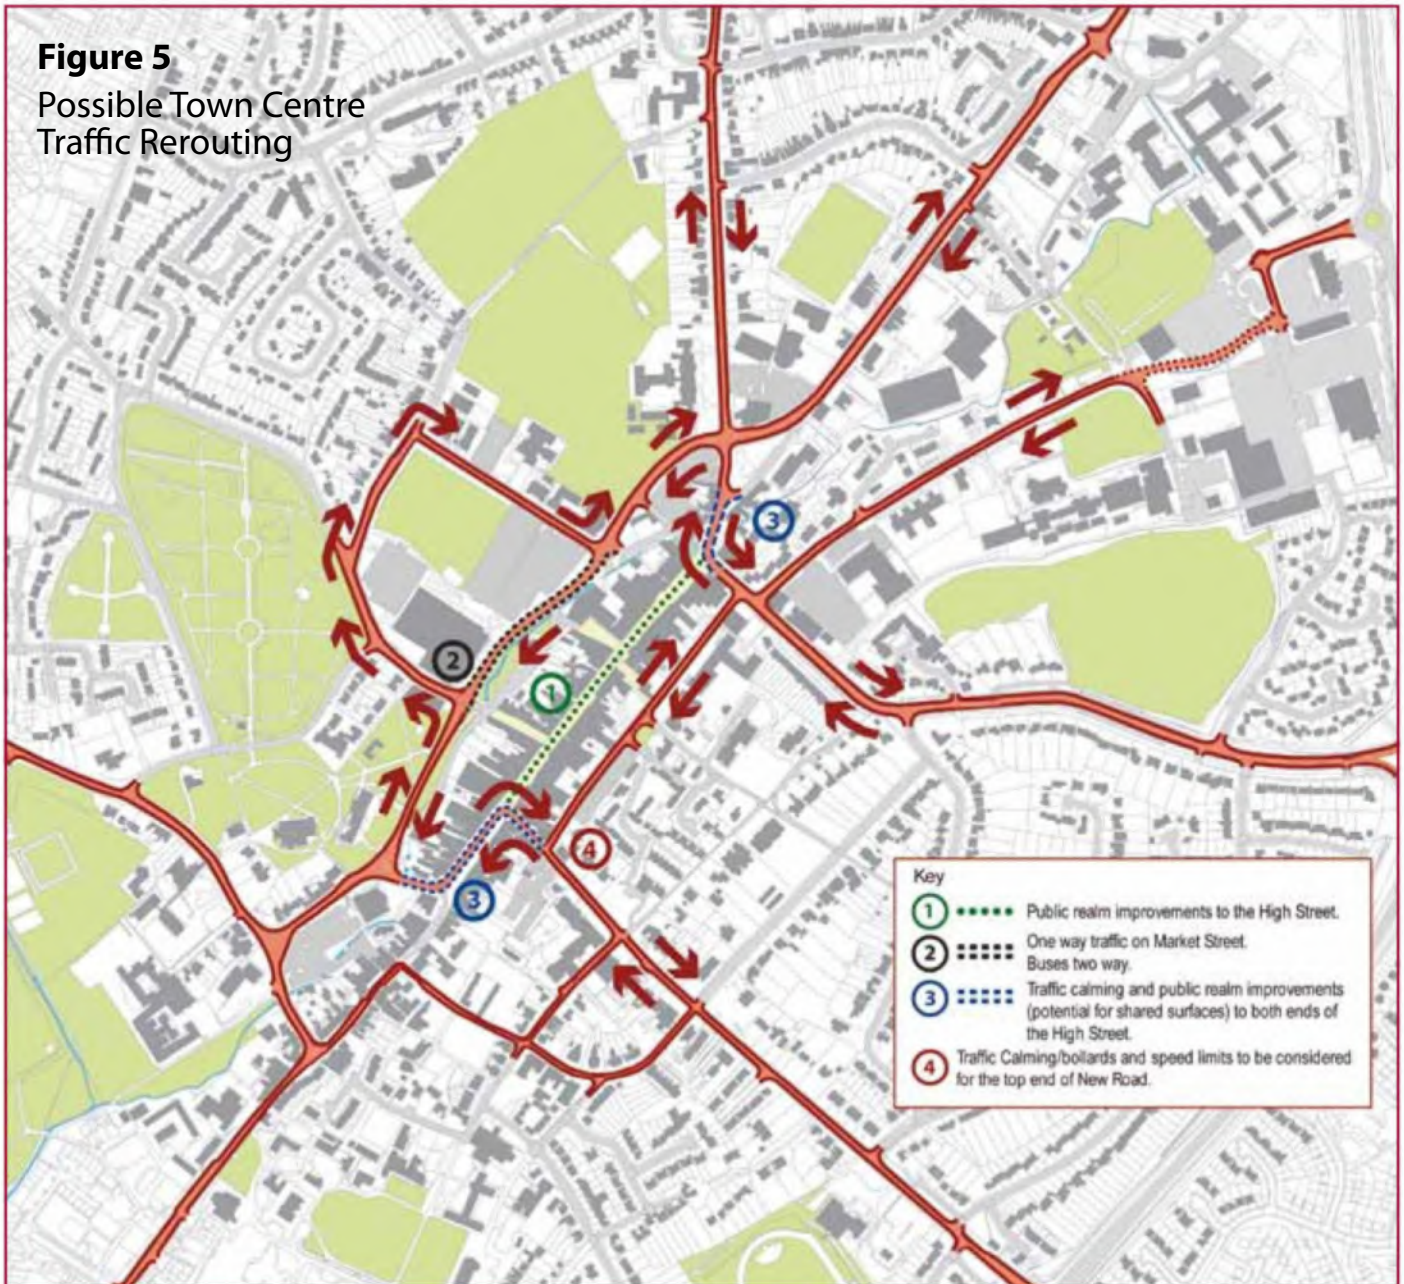 Figure 5
Possible Town Centre
Traffic Rerouting
3
2
1
4
3
Key
1 Public realm improvements to the High Street.
2 One way traffic on Market Street.
Buses two way.
3 Traffic calming and public realm improvements
(potential for shared surfaces) to both ends of
the High Street.
4 Traffic Calming/bollards and speed limits to be considered
for the top end of New Road.